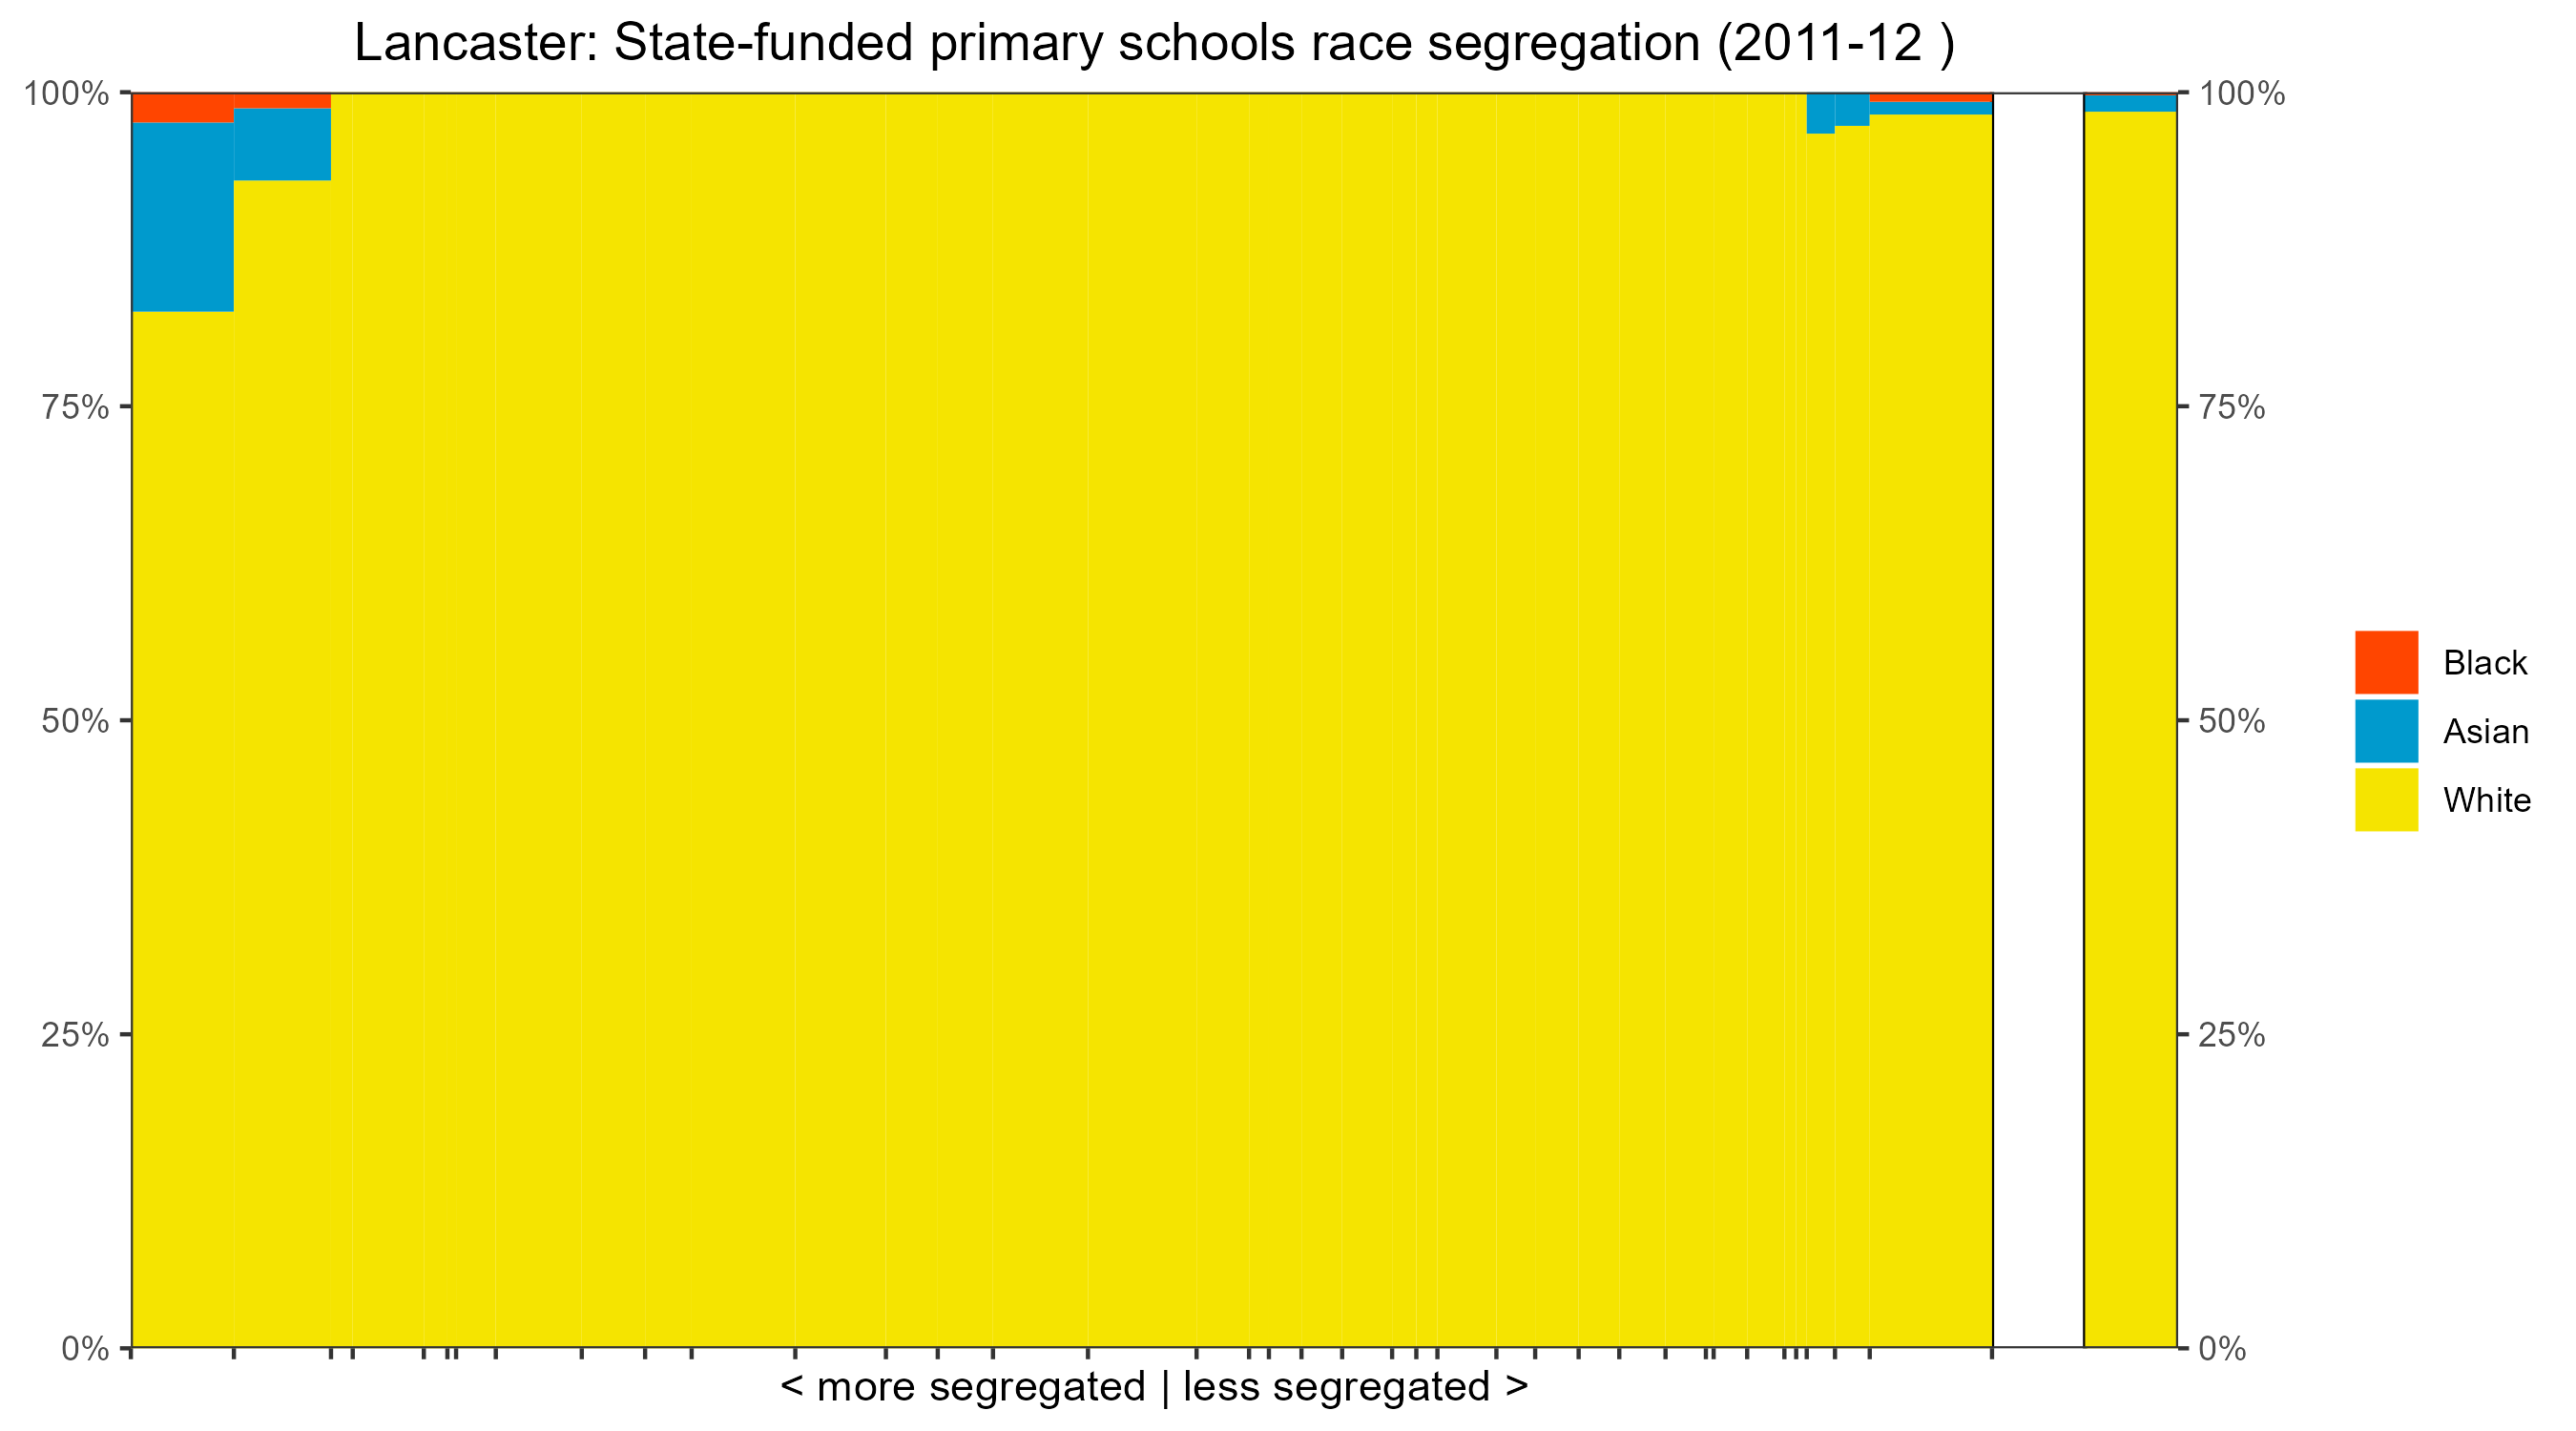 Lancaster: State-funded primary schools race segregation (2011-12 )
100%
75%
50%
25%
0%
100%
75%
50%
25%
0%
Black
Asian
White
< more segregated | less segregated >